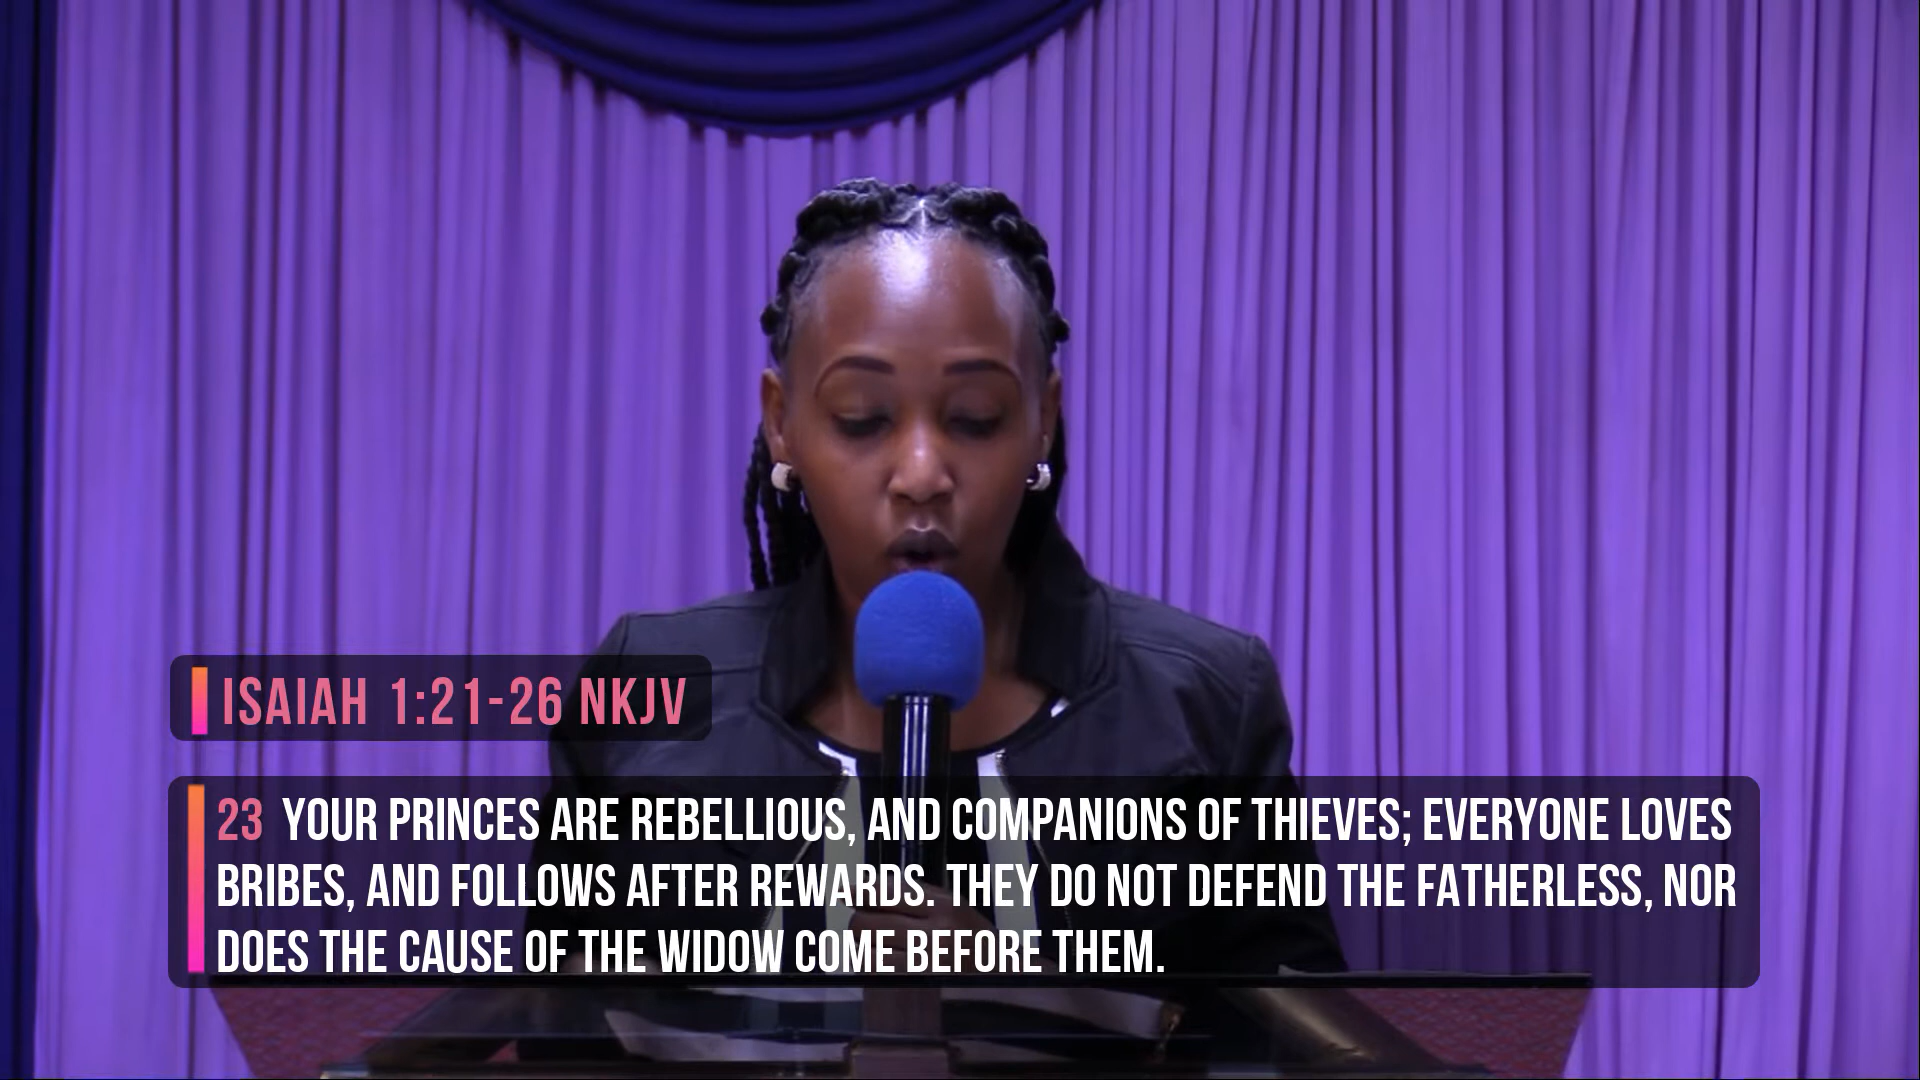 ISAIAH 1:21-26 NKJV
23 YOUR PRINCES ARE REBELLIOUS, AND COMPANIONS OF THIEVES; EVERYONE LOVES
BRIBES, AND FOLLOWS AFTER REWARDS. THEY DO NOT DEFEND THE FATHERLESS, NOR
DOES THE CAUSE OF THE WIDOW COME BEFORE THEM.